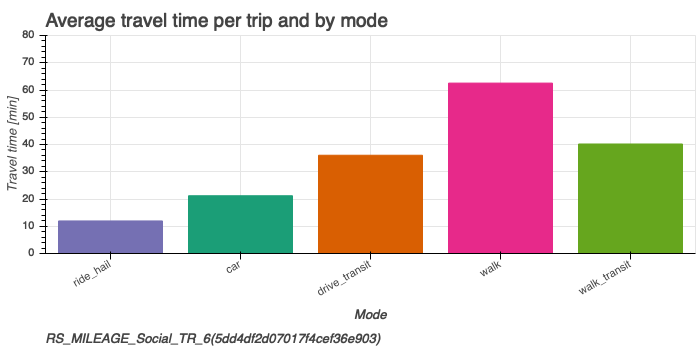 Average travel time per trip and by mode
80
70
60
50
40
30
20
10
0
Travel time [min]
ride_hail
car
drive_transit
walk
walk_transit
Mode
RS_MILEAGE_Social_TR_6(5dd4df2d07017f4cef36e903)